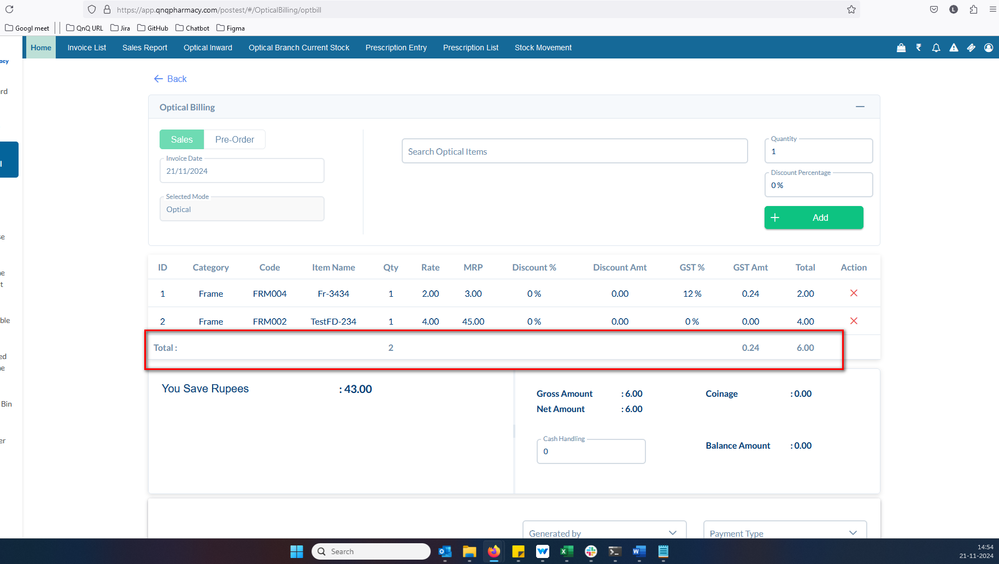 https://app.qnqpharmacy.com/postest/#/OpticalBilling/optbill
L
Googl meet QnQ URL Jira GitHub Chatbot Figma
Home Invoice List Sales Report Optical Inward Optical Branch Current Stock Prescription Entry Prescription List Stock Movement
acy
Back
rd
Optical Billing
Sales Pre-Order
Quantity
1
Search Optical Items
Invoice Date
21/11/2024
Discount Percentage
0 %
Selected Mode
Optical
Add
se
ID Category Code Item Name Qty Rate MRP Discount % Discount Amt GST % GST Amt Total Action
ne
t
1 Frame FRM004 Fr-3434 1 2.00 3.00 0 % 0.00 12 % 0.24 2.00
2 Frame FRM002 TestFD-234 1 4.00 45.00 0 % 0.00 0 % 0.00 4.00
ble
Total : 2 0.24 6.00
ed
ne
You Save Rupees : 43.00
Gross Amount : 6.00 Coinage : 0.00
Net Amount : 6.00
Bin
Cash Handling
0
Balance Amount : 0.00
er
Generated by Payment Type
Search
14:54
21-11-2024